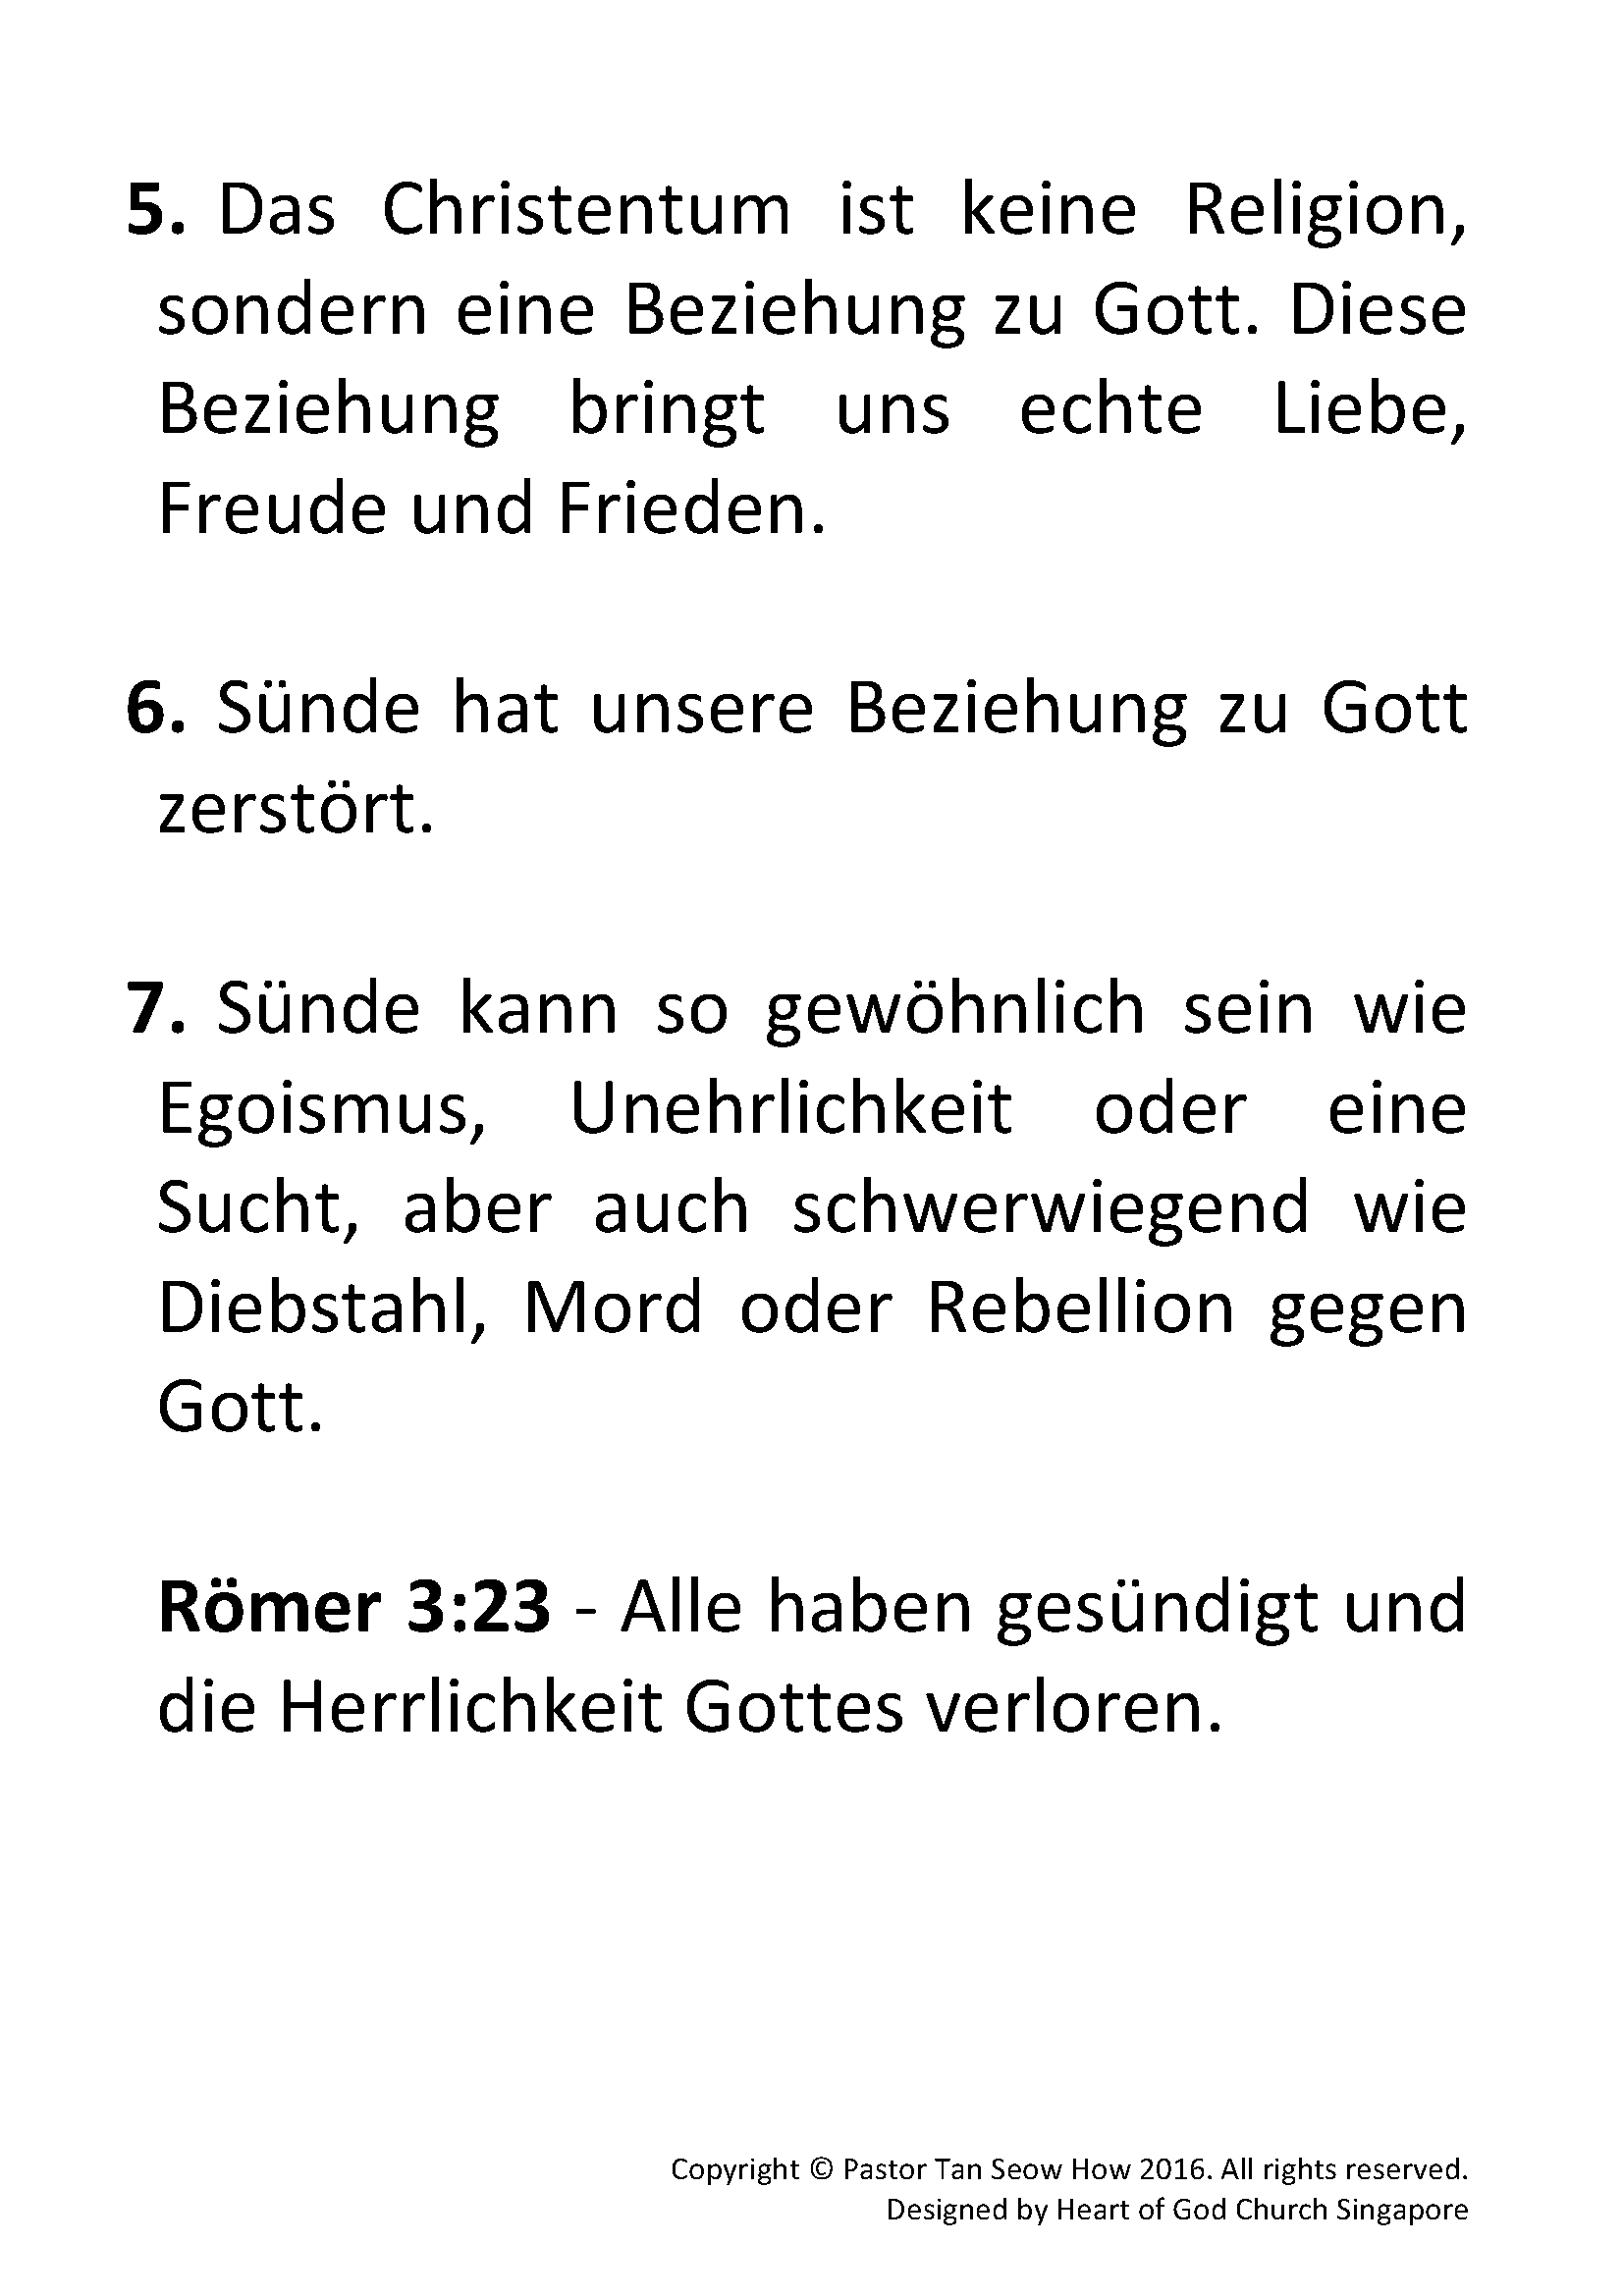 5. Das Christentum ist keine Religion,
sondern eine Beziehung zu Gott. Diese
Beziehung bringt uns echte Liebe,
Freude und Frieden.
6. Sünde hat unsere Beziehung zu Gott
zerstört.
7. Sünde kann so gewöhnlich sein wie
Egoismus, Unehrlichkeit oder eine
Sucht, aber auch schwerwiegend wie
Diebstahl, Mord oder Rebellion gegen
Gott.
Römer 3:23 - Alle haben gesündigt und
die Herrlichkeit Gottes verloren.
Copyright © Pastor Tan Seow How 2016. All rights reserved.
Designed by Heart of God Church Singapore